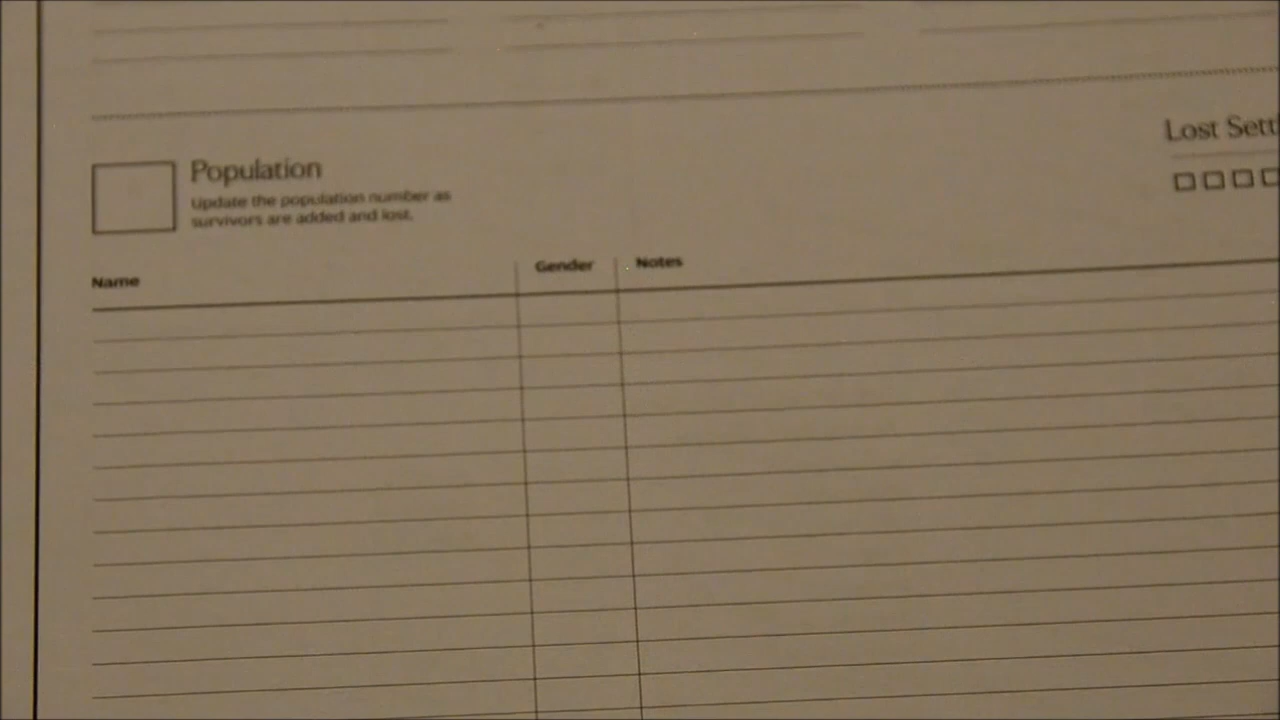 Population
Update the population number as
survivors are added and lost.
Lost Sett
Name
Gender
Notes